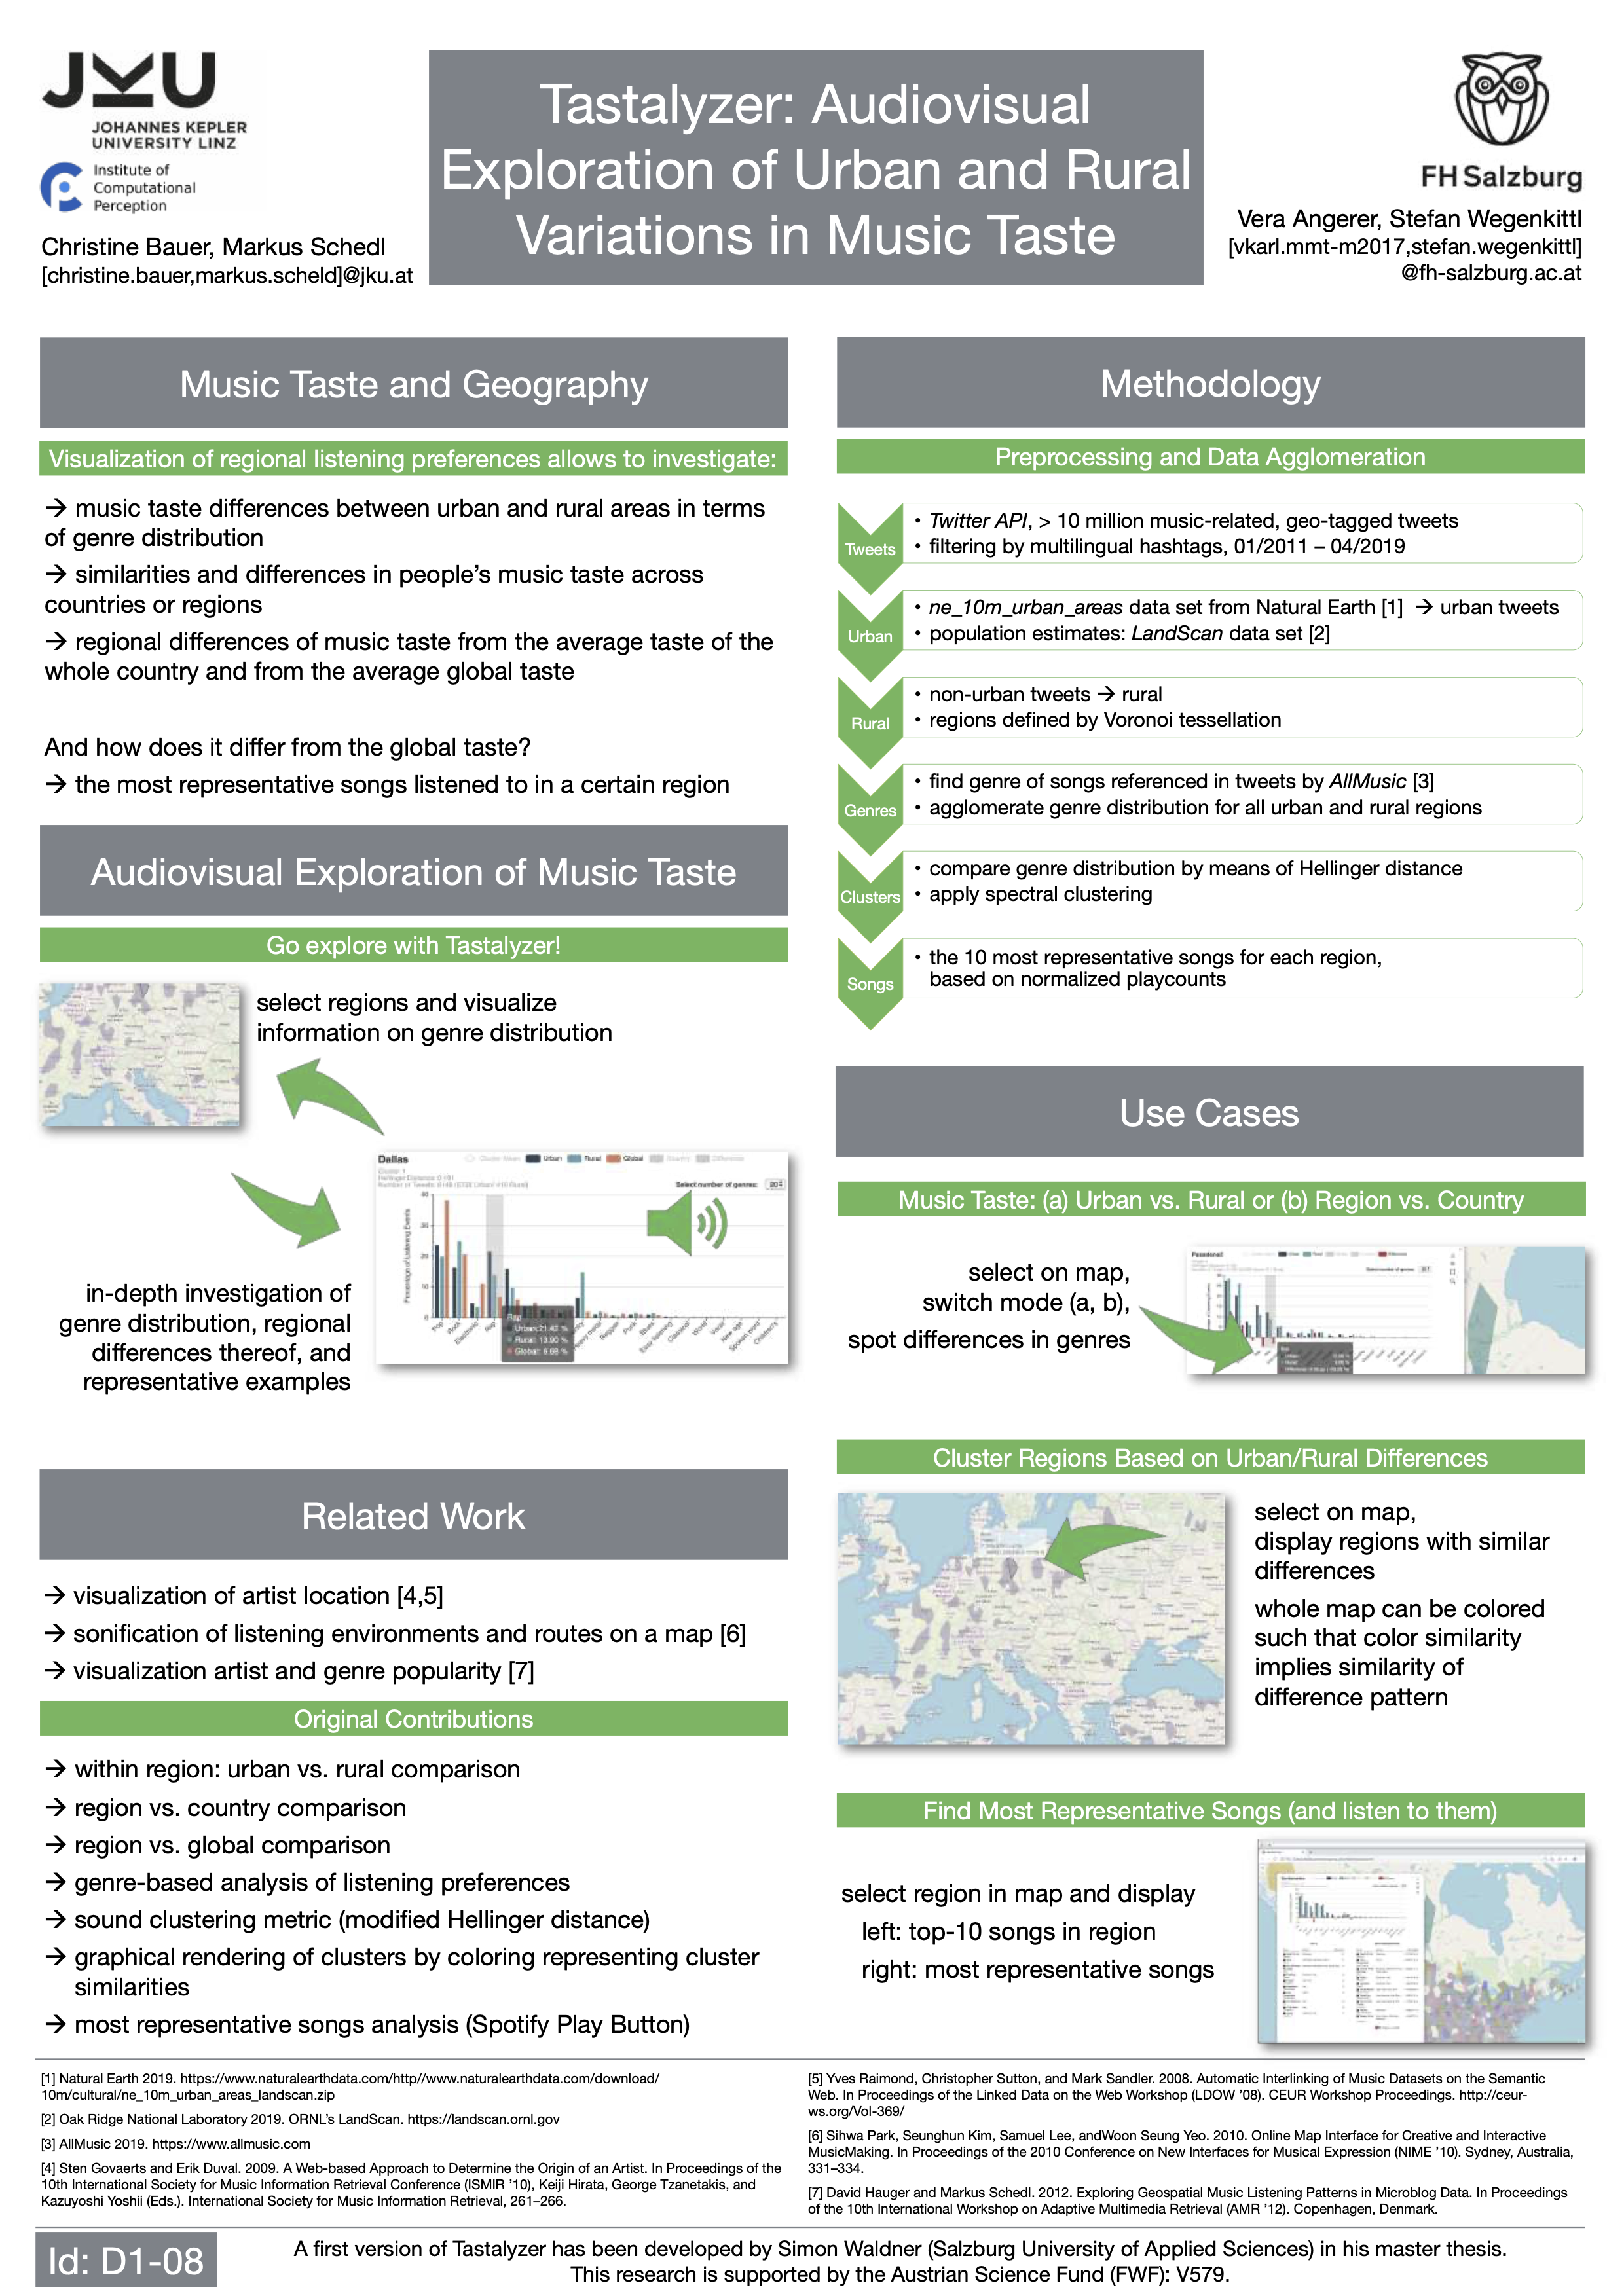 JKU
JOHANNES KEPLER
UNIVERSITY LINZ
Institute of
Computational
Perception
Christine Bauer, Markus Schedl
[christine.bauer,markus.scheld]@jku.at
Tastalyzer: Audiovisual
Exploration of Urban and Rural
Variations in Music Taste
FH Salzburg
Vera Angerer, Stefan Wegenkittl
[vkarl.mmt-m2017,stefan.wegenkittl]
@fh-salzburg.ac.at
Music Taste and Geography
Visualization of regional listening preferences allows to investigate:
→ music taste differences between urban and rural areas in terms
of genre distribution
→ similarities and differences in people's music taste across
countries or regions
→ regional differences of music taste from the average taste of the
whole country and from the average global taste
And how does it differ from the global taste?
→ the most representative songs listened to in a certain region
Audiovisual Exploration of Music Taste
Go explore with Tastalyzer!
select regions and visualize
information on genre distribution
Dallas
Urban
Rural
Global
Select number of genres: 20
Percentage of Listening Events
Pop
Rock
Electronic
Rap
Reggae
Punk
Blues
Easy listening
Classical
World
Vocal
New age
Spoken word
Children's
Rap
Urban: 21.42 %
Rural: 13.90 %
Global: 6.68 %
in-depth investigation of
genre distribution, regional
differences thereof, and
representative examples
Related Work
→ visualization of artist location [4,5]
→ sonification of listening environments and routes on a map [6]
→ visualization artist and genre popularity [7]
Original Contributions
→ within region: urban vs. rural comparison
→ region vs. country comparison
→ region vs. global comparison
→ genre-based analysis of listening preferences
→ sound clustering metric (modified Hellinger distance)
→ graphical rendering of clusters by coloring representing cluster
similarities
→ most representative songs analysis (Spotify Play Button)
Methodology
Preprocessing and Data Agglomeration
Tweets
• Twitter API, > 10 million music-related, geo-tagged tweets
• filtering by multilingual hashtags, 01/2011 – 04/2019
Urban
• ne_10m_urban_areas data set from Natural Earth [1] → urban tweets
• population estimates: LandScan data set [2]
Rural
• non-urban tweets → rural
• regions defined by Voronoi tessellation
Genres
• find genre of songs referenced in tweets by AllMusic [3]
• agglomerate genre distribution for all urban and rural regions
Clusters
• compare genre distribution by means of Hellinger distance
• apply spectral clustering
Songs
• the 10 most representative songs for each region,
based on normalized playcounts
Use Cases
Music Taste: (a) Urban vs. Rural or (b) Region vs. Country
select on map,
switch mode (a, b),
spot differences in genres
Cluster Regions Based on Urban/Rural Differences
select on map,
display regions with similar
differences
whole map can be colored
such that color similarity
implies similarity of
difference pattern
Find Most Representative Songs (and listen to them)
select region in map and display
left: top-10 songs in region
right: most representative songs
[1] Natural Earth 2019. https://www.naturalearthdata.com/http//www.naturalearthdata.com/download/
10m/cultural/ne_10m_urban_areas_landscan.zip
[2] Oak Ridge National Laboratory 2019. ORNL's LandScan. https://landscan.ornl.gov
[3] AllMusic 2019. https://www.allmusic.com
[4] Sten Govaerts and Erik Duval. 2009. A Web-based Approach to Determine the Origin of an Artist. In Proceedings of the
10th International Society for Music Information Retrieval Conference (ISMIR '10), Keiji Hirata, George Tzanetakis, and
Kazuyoshi Yoshii (Eds.). International Society for Music Information Retrieval, 261–266.
[5] Yves Raimond, Christopher Sutton, and Mark Sandler. 2008. Automatic Interlinking of Music Datasets on the Semantic
Web. In Proceedings of the Linked Data on the Web Workshop (LDOW '08). CEUR Workshop Proceedings. http://ceur-
ws.org/Vol-369/
[6] Sihwa Park, Seunghun Kim, Samuel Lee, andWoon Seung Yeo. 2010. Online Map Interface for Creative and Interactive
MusicMaking. In Proceedings of the 2010 Conference on New Interfaces for Musical Expression (NIME '10). Sydney, Australia,
331–334.
[7] David Hauger and Markus Schedl. 2012. Exploring Geospatial Music Listening Patterns in Microblog Data. In Proceedings
of the 10th International Workshop on Adaptive Multimedia Retrieval (AMR '12). Copenhagen, Denmark.
Id: D1-08
A first version of Tastalyzer has been developed by Simon Waldner (Salzburg University of Applied Sciences) in his master thesis.
This research is supported by the Austrian Science Fund (FWF): V579.